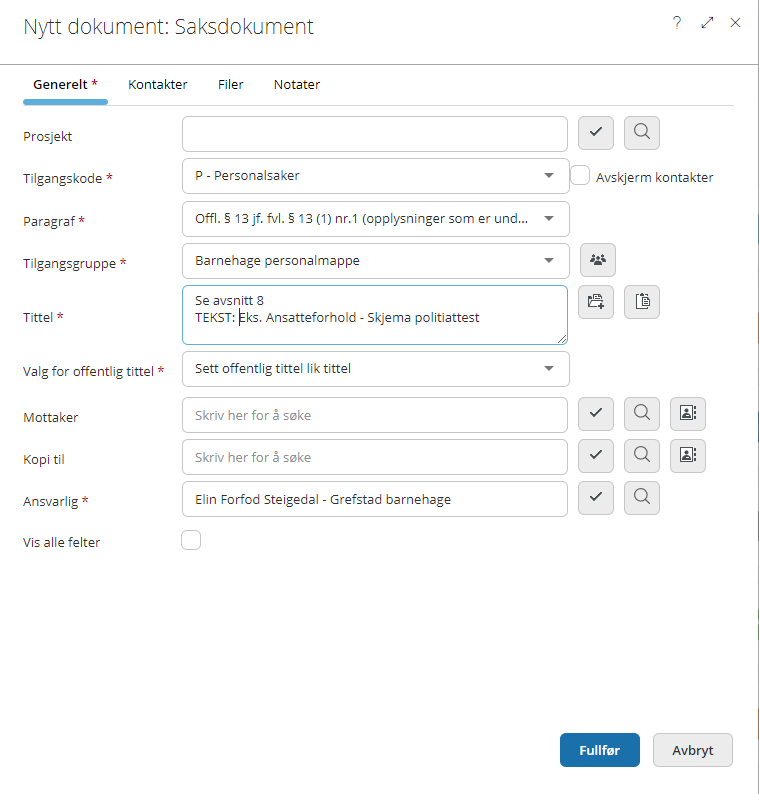 Nytt dokument: Saksdokument
?
Generelt *
Kontakter
Filer
Notater
Prosjekt
Tilgangskode *
P - Personalsaker
Avskjerm kontakter
Paragraf *
Offl. § 13 jf. fvl. § 13 (1) nr.1 (opplysninger som er und...
Tilgangsgruppe *
Barnehage personalmappe
Tittel *
Se avsnitt 8
TEKST: Eks. Ansatteforhold - Skjema politiattest
Valg for offentlig tittel *
Sett offentlig tittel lik tittel
Mottaker
Skriv her for å søke
Kopi til
Skriv her for å søke
Ansvarlig *
Elin Forfod Steigedal - Grefstad barnehage
Vis alle felter
Fullfør
Avbryt